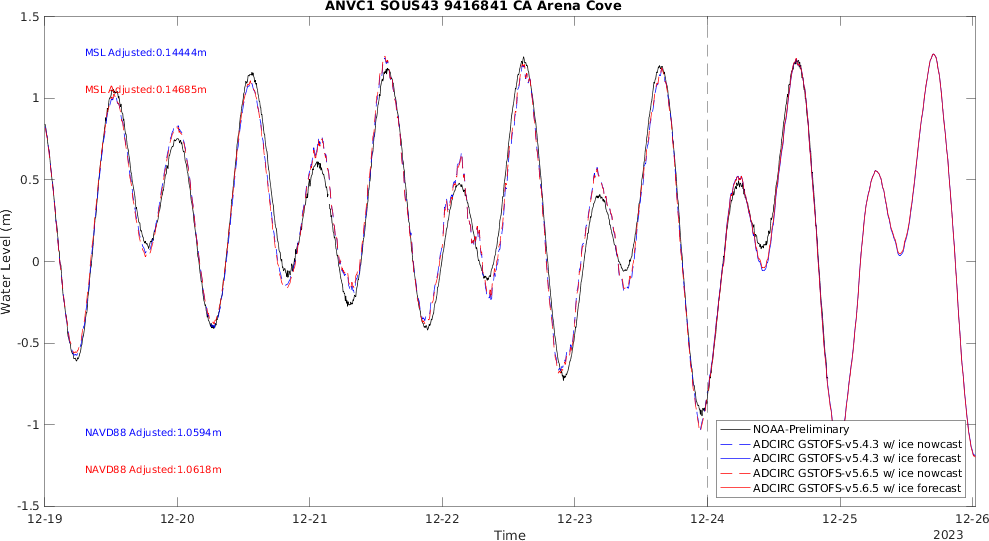 ANVC1 SOUS43 9416841 CA Arena Cove
1.5
MSL Adjusted:0.14444m
MSL Adjusted:0.14685m
1
0.5
Water Level (m)
0
-0.5
-1
NAVD88 Adjusted:1.0594m
NAVD88 Adjusted:1.0618m
NOAA-Preliminary
ADCIRC GSTOFS-v5.4.3 w/ ice nowcast
ADCIRC GSTOFS-v5.4.3 w/ ice forecast
ADCIRC GSTOFS-v5.6.5 w/ ice nowcast
ADCIRC GSTOFS-v5.6.5 w/ ice forecast
-1.5
12-19 12-20 12-21 12-22 12-23 12-24 12-25 12-26
Time
2023